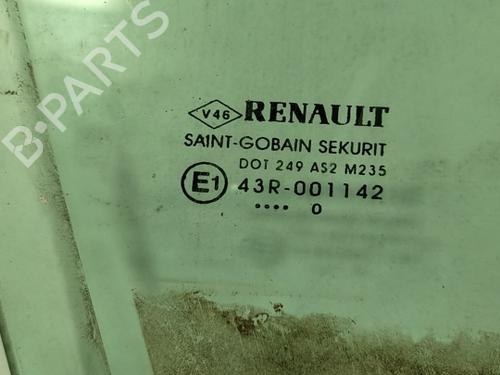 B-PARTS
V46 RENAULT
SAINT-GOBAIN SEKURIT
DOT 249 AS2 M235
E1 43R-001142
.... 0